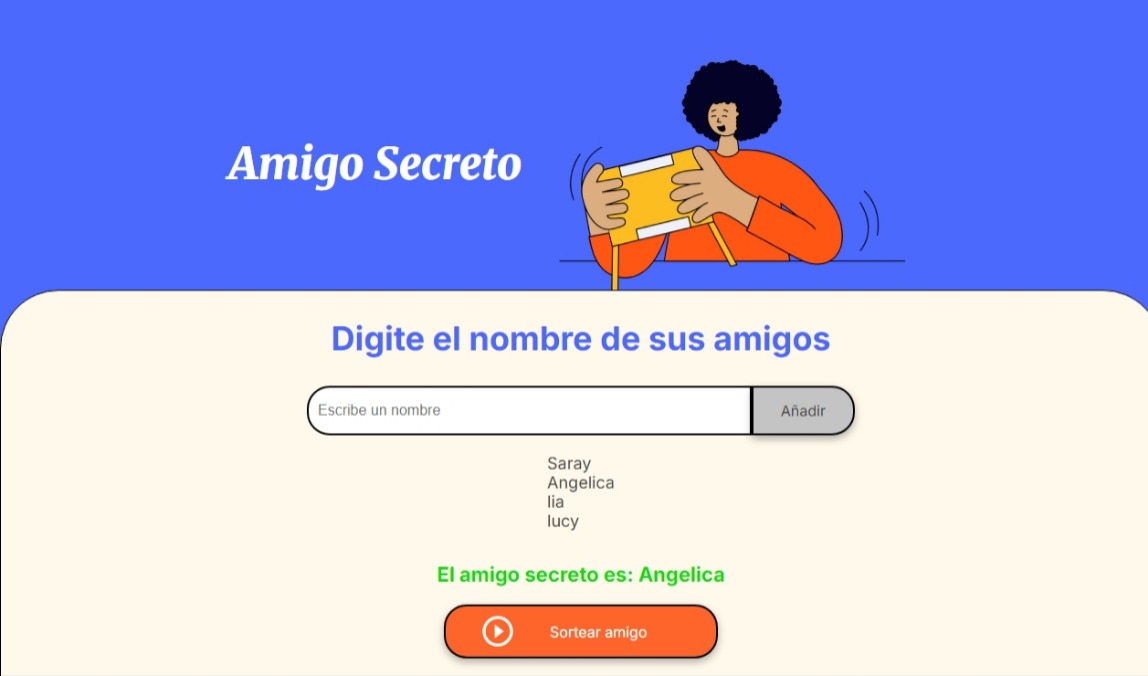 Amigo Secreto
Digite el nombre de sus amigos
Escribe un nombre
Añadir
Saray
Angelica
lia
lucy
El amigo secreto es: Angelica
Sortear amigo